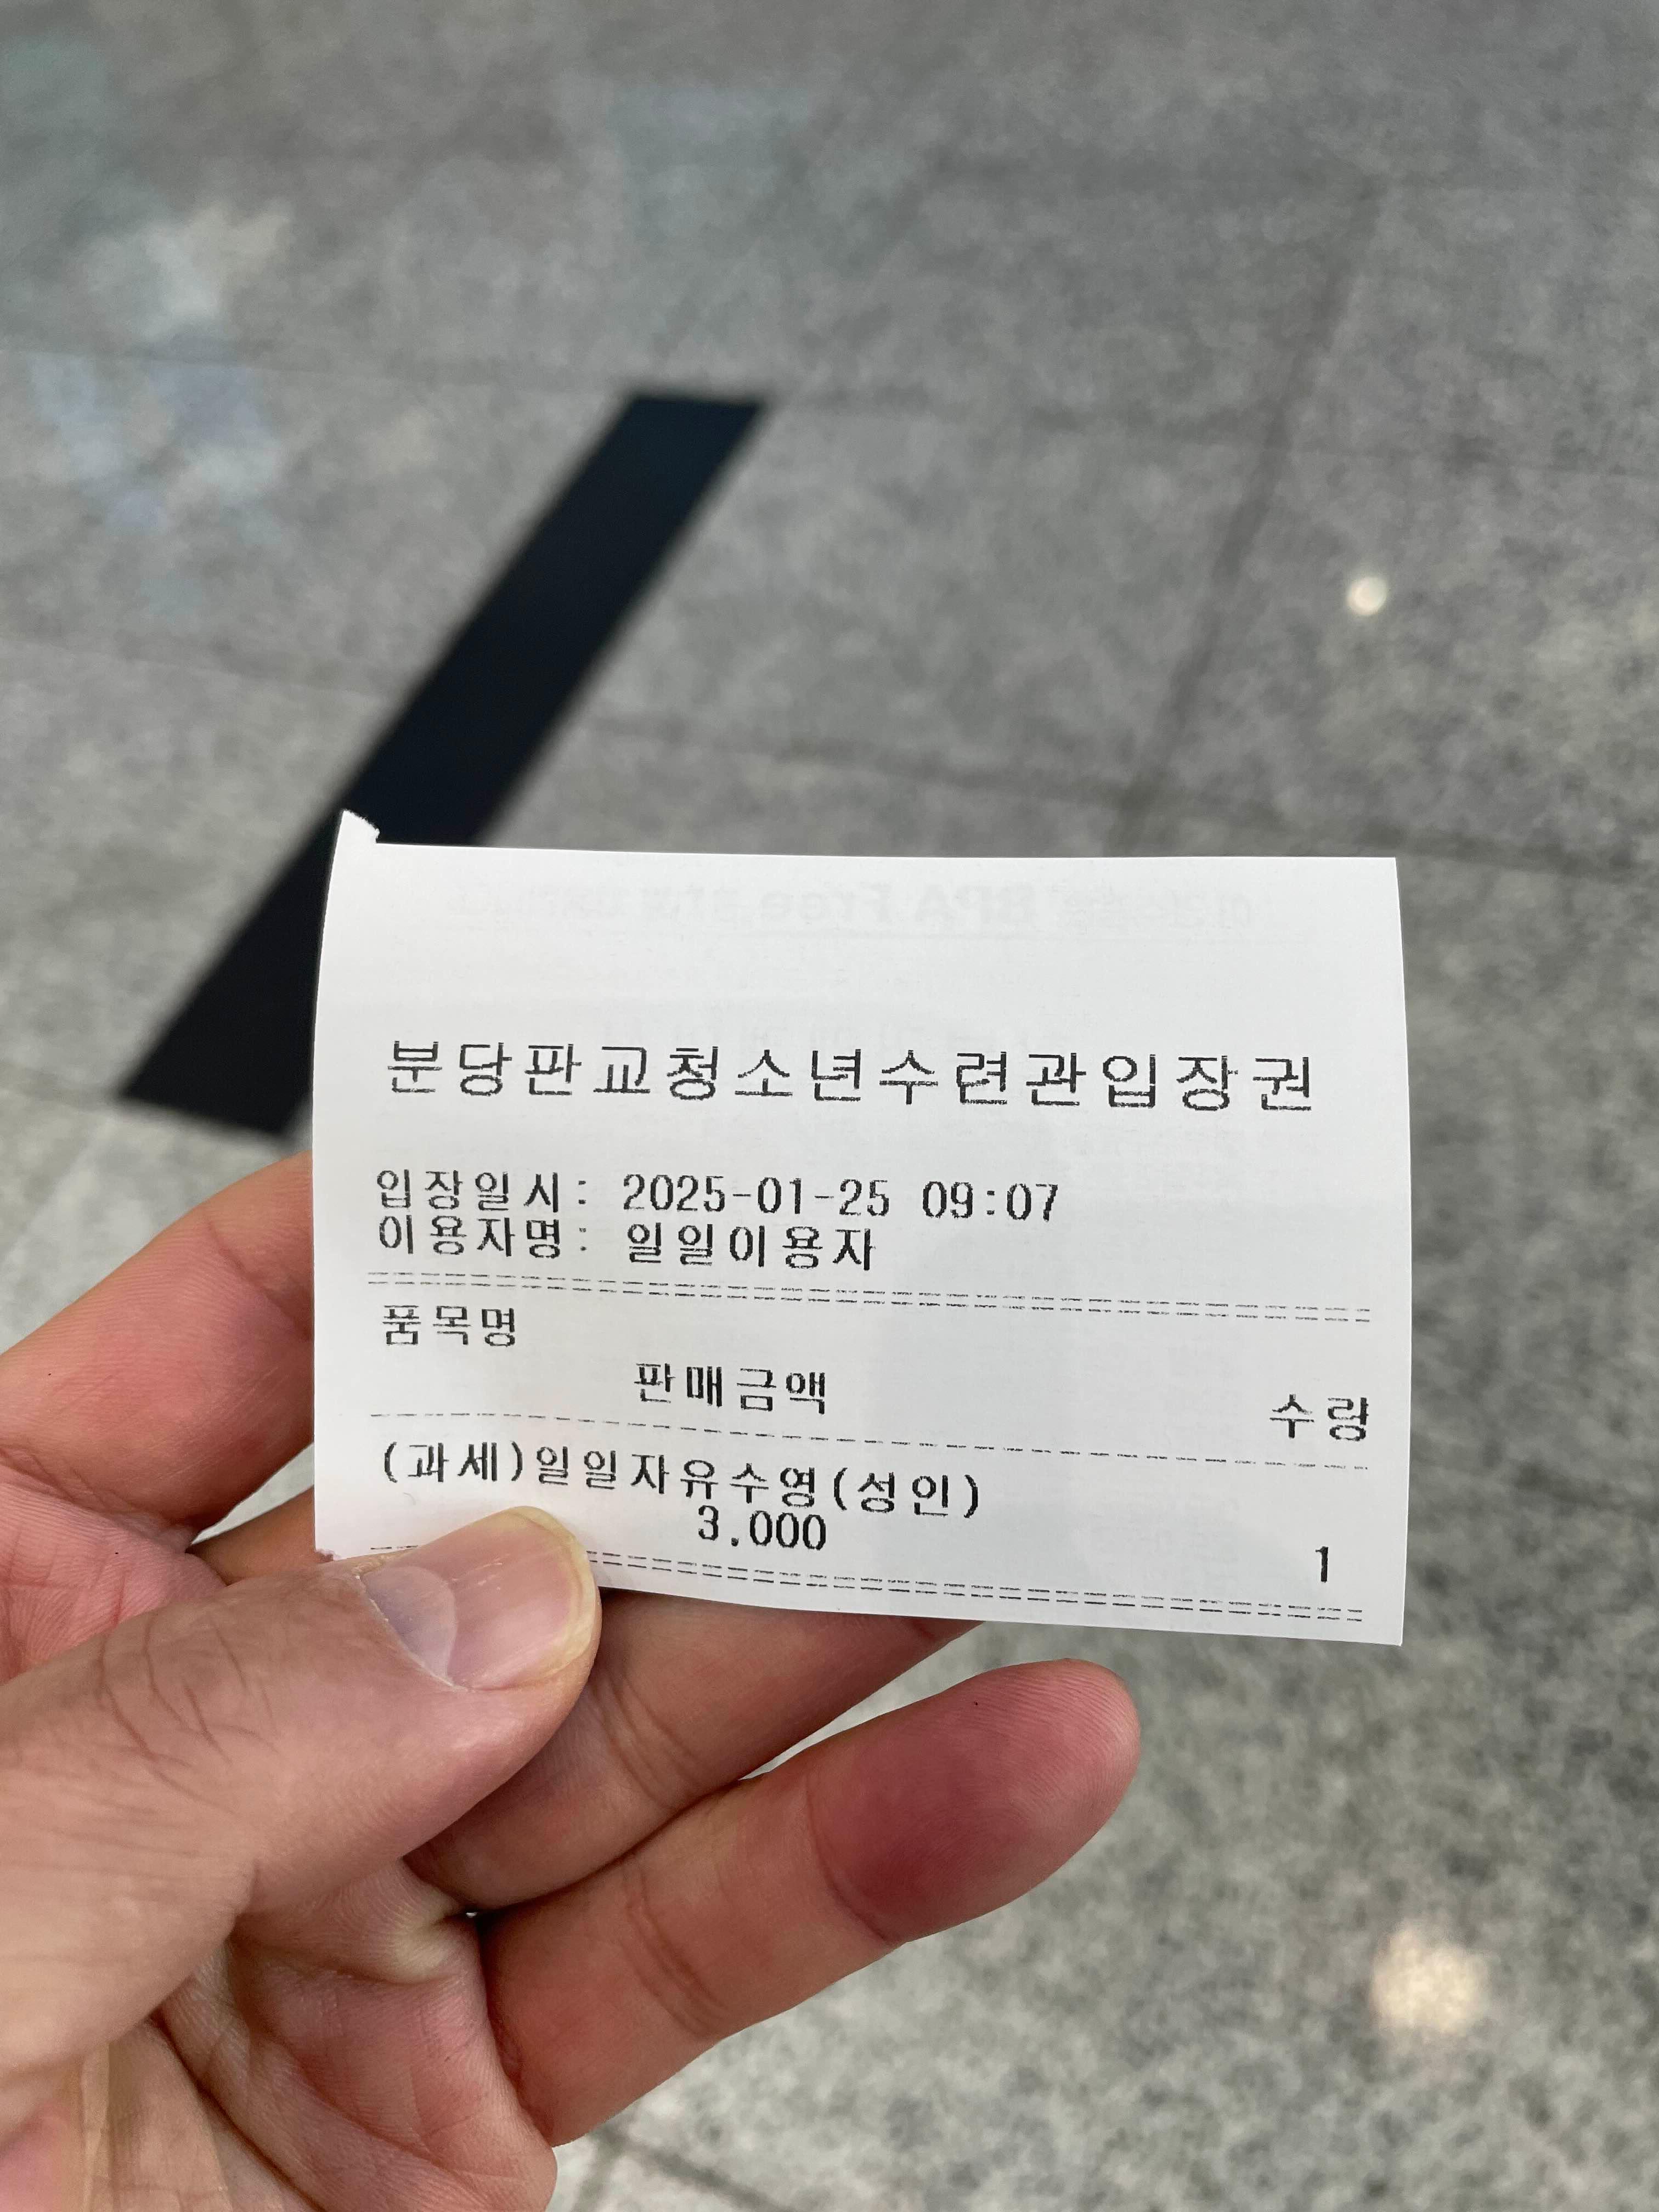 분당판교청소년수련관입장권
입장일시: 2025-01-25 09:07
이용자명: 일일이용자
품목명
판매금액 수량
(과세)일일자유수영(성인)
3,000 1